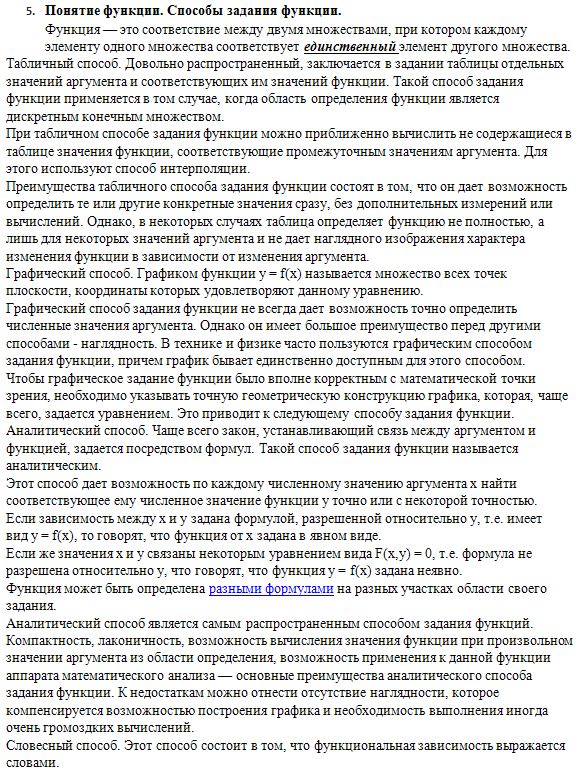 5. Понятие функции. Способы задания функции.
Функция — это соответствие между двумя множествами, при котором каждому
элементу одного множества соответствует единственный элемент другого множества.
Табличный способ. Довольно распространенный, заключается в задании таблицы отдельных
значений аргумента и соответствующих им значений функции. Такой способ задания
функции применяется в том случае, когда область определения функции является
дискретным конечным множеством.
При табличном способе задания функции можно приближенно вычислить не содержащиеся в
таблице значения функции, соответствующие промежуточным значениям аргумента. Для
этого используют способ интерполяции.
Преимущества табличного способа задания функции состоят в том, что он дает возможность
определить те или другие конкретные значения сразу, без дополнительных измерений или
вычислений. Однако, в некоторых случаях таблица определяет функцию не полностью, а
лишь для некоторых значений аргумента и не дает наглядного изображения характера
изменения функции в зависимости от изменения аргумента.
Графический способ. Графиком функции y = f(x) называется множество всех точек
плоскости, координаты которых удовлетворяют данному уравнению.
Графический способ задания функции не всегда дает возможность точно определить
численные значения аргумента. Однако он имеет большое преимущество перед другими
способами - наглядность. В технике и физике часто пользуются графическим способом
задания функции, причем график бывает единственно доступным для этого способом.
Чтобы графическое задание функции было вполне корректным с математической точки
зрения, необходимо указывать точную геометрическую конструкцию графика, которая, чаще
всего, задается уравнением. Это приводит к следующему способу задания функции.
Аналитический способ. Чаще всего закон, устанавливающий связь между аргументом и
функцией, задается посредством формул. Такой способ задания функции называется
аналитическим.
Этот способ дает возможность по каждому численному значению аргумента x найти
соответствующее ему численное значение функции y точно или с некоторой точностью.
Если зависимость между x и y задана формулой, разрешенной относительно y, т.е. имеет
вид y = f(x), то говорят, что функция от x задана в явном виде.
Если же значения x и y связаны некоторым уравнением вида F(x,y) = 0, т.е. формула не
разрешена относительно y, что говорят, что функция y = f(x) задана неявно.
Функция может быть определена разными формулами на разных участках области своего
задания.
Аналитический способ является самым распространенным способом задания функций.
Компактность, лаконичность, возможность вычисления значения функции при произвольном
значении аргумента из области определения, возможность применения к данной функции
аппарата математического анализа — основные преимущества аналитического способа
задания функции. К недостаткам можно отнести отсутствие наглядности, которое
компенсируется возможностью построения графика и необходимость выполнения иногда
очень громоздких вычислений.
Словесный способ. Этот способ состоит в том, что функциональная зависимость выражается
словами.